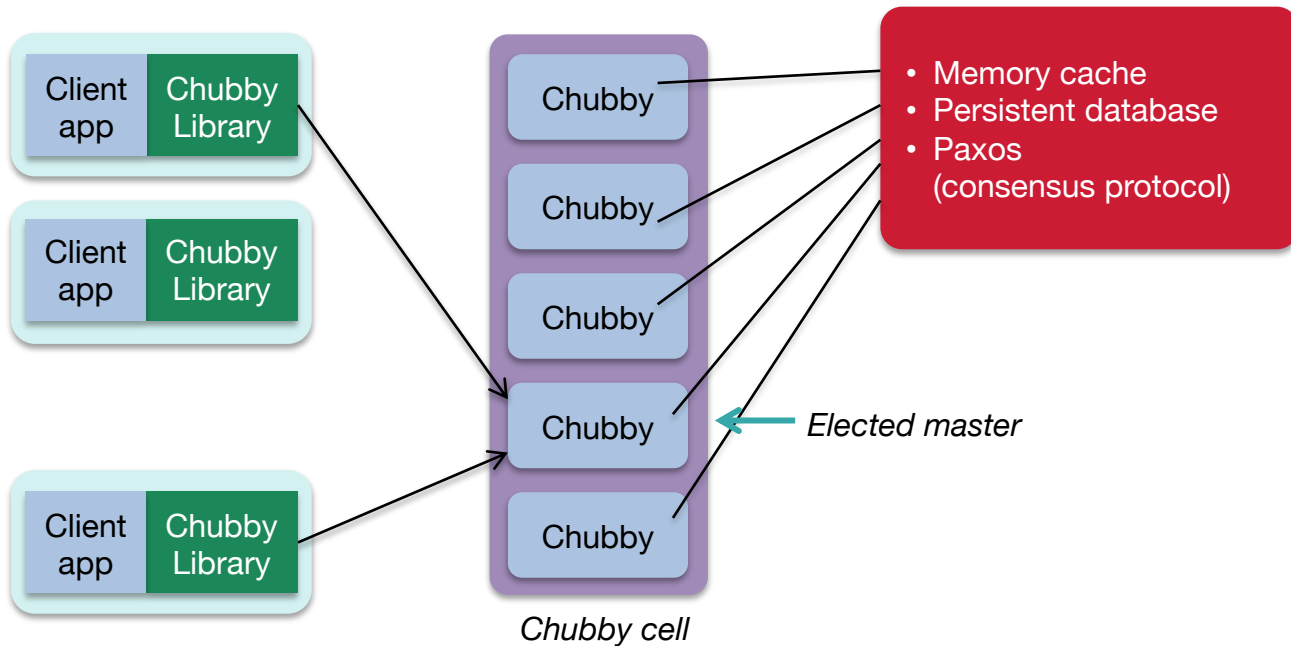 Client
app
Chubby
Library
Client
app
Chubby
Library
Client
app
Chubby
Library
Chubby
Chubby
Chubby
Chubby
Chubby
Chubby cell
Elected master
• Memory cache
• Persistent database
• Paxos
(consensus protocol)